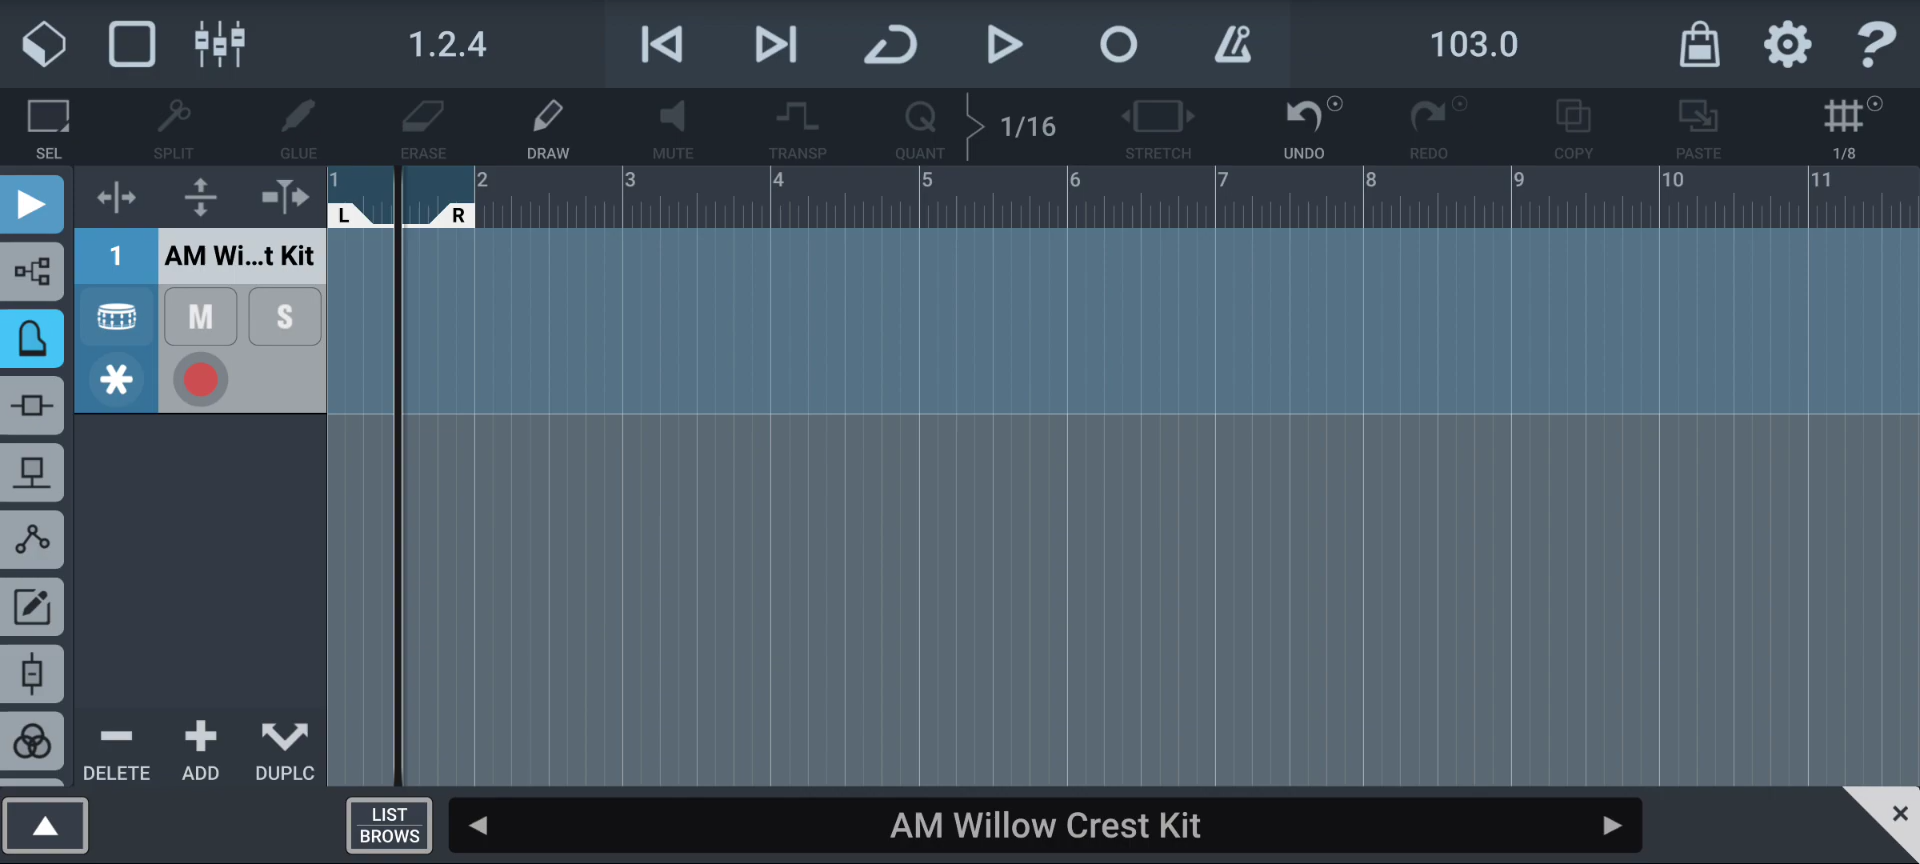 1.2.4
103.0
SEL
SPLIT
GLUE
ERASE
DRAW
MUTE
TRANSP
QUANT
1/16
STRETCH
UNDO
REDO
COPY
PASTE
1/8
1 2 3 4 5 6 7 8 9 10 11
L R
1 AM Wi...t Kit
M S
DELETE ADD DUPLC
LIST
BROWS
AM Willow Crest Kit